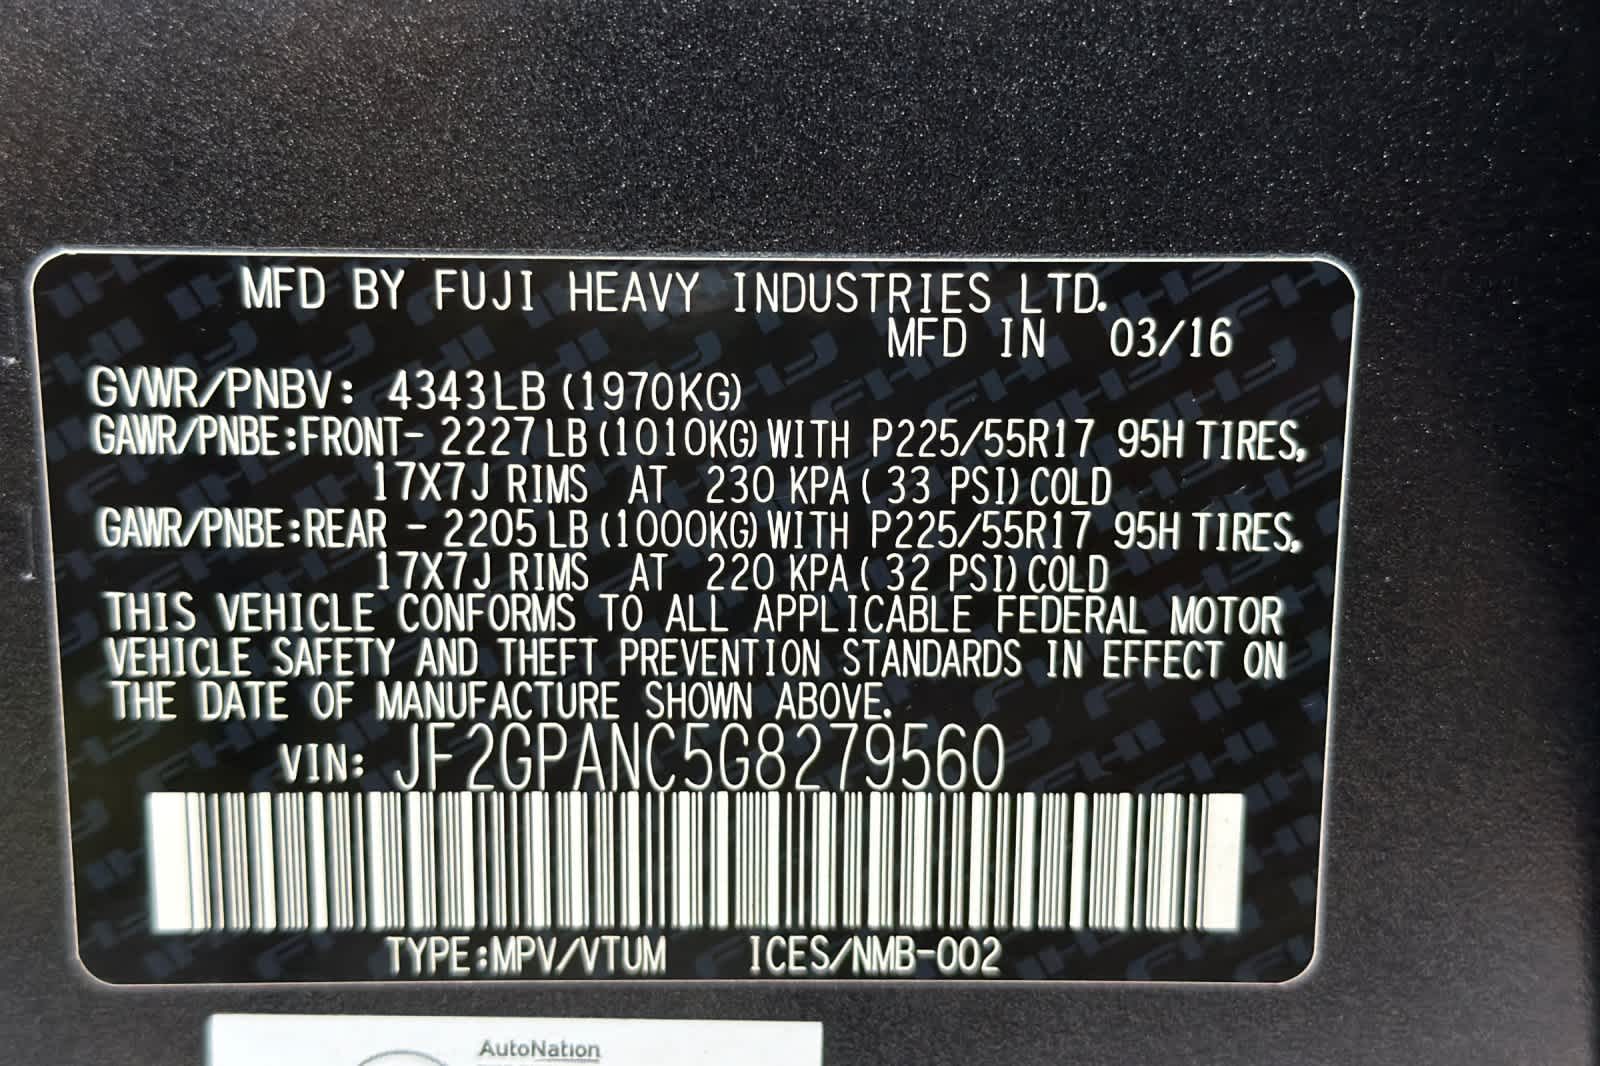 MFD BY FUJI HEAVY INDUSTRIES LTD.
MFD IN 03/16
GVWR/PNBV: 4343LB (1970KG)
GAWR/PNBE:FRONT- 2227LB(1010KG)WITH P225/55R17 95H TIRES,
17X7J RIMS AT 230 KPA( 33 PSI)COLD
GAWR/PNBE:REAR - 2205LB(1000KG)WITH P225/55R17 95H TIRES,
17X7J RIMS AT 220 KPA( 32 PSI)COLD
THIS VEHICLE CONFORMS TO ALL APPLICABLE FEDERAL MOTOR
VEHICLE SAFETY AND THEFT PREVENTION STANDARDS IN EFFECT ON
THE DATE OF MANUFACTURE SHOWN ABOVE.
VIN: JF2GPANC5G8279560
TYPE:MPV/VTUM ICES/NMB-002
AutoNation